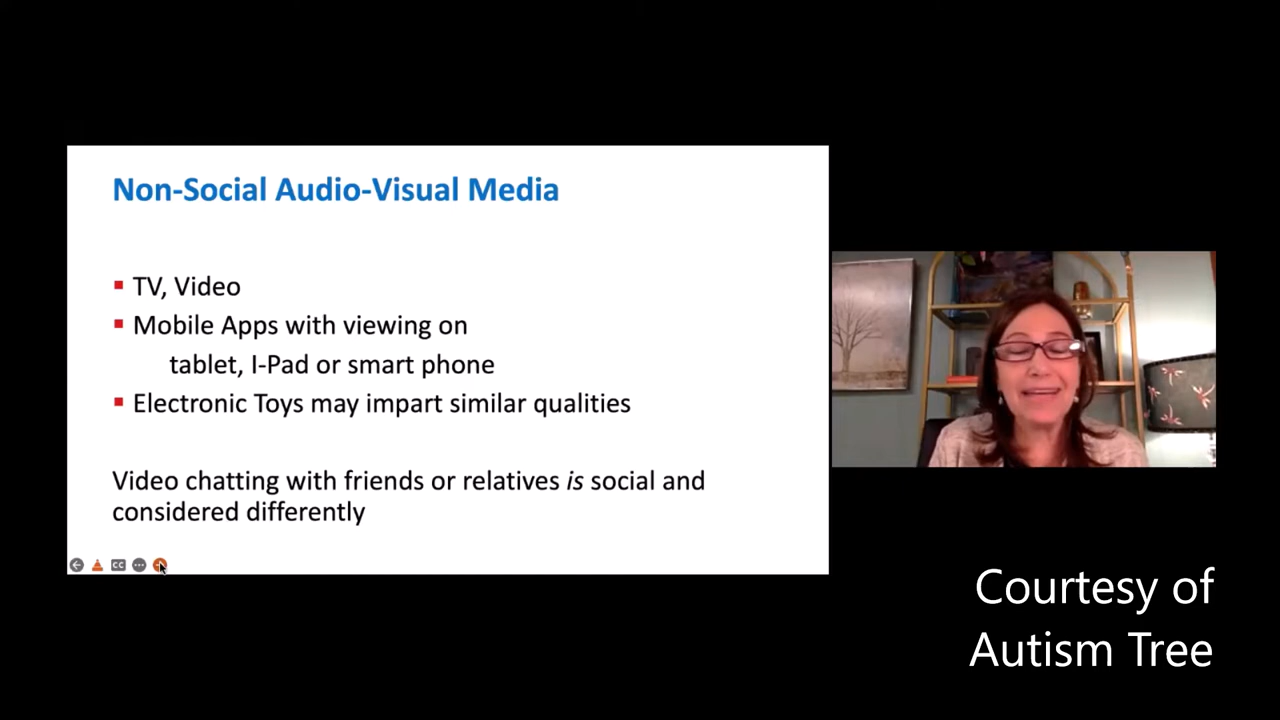 Non-Social Audio-Visual Media
TV, Video
Mobile Apps with viewing on
tablet, I-Pad or smart phone
Electronic Toys may impart similar qualities
Video chatting with friends or relatives is social and
considered differently
CC
Courtesy of
Autism Tree